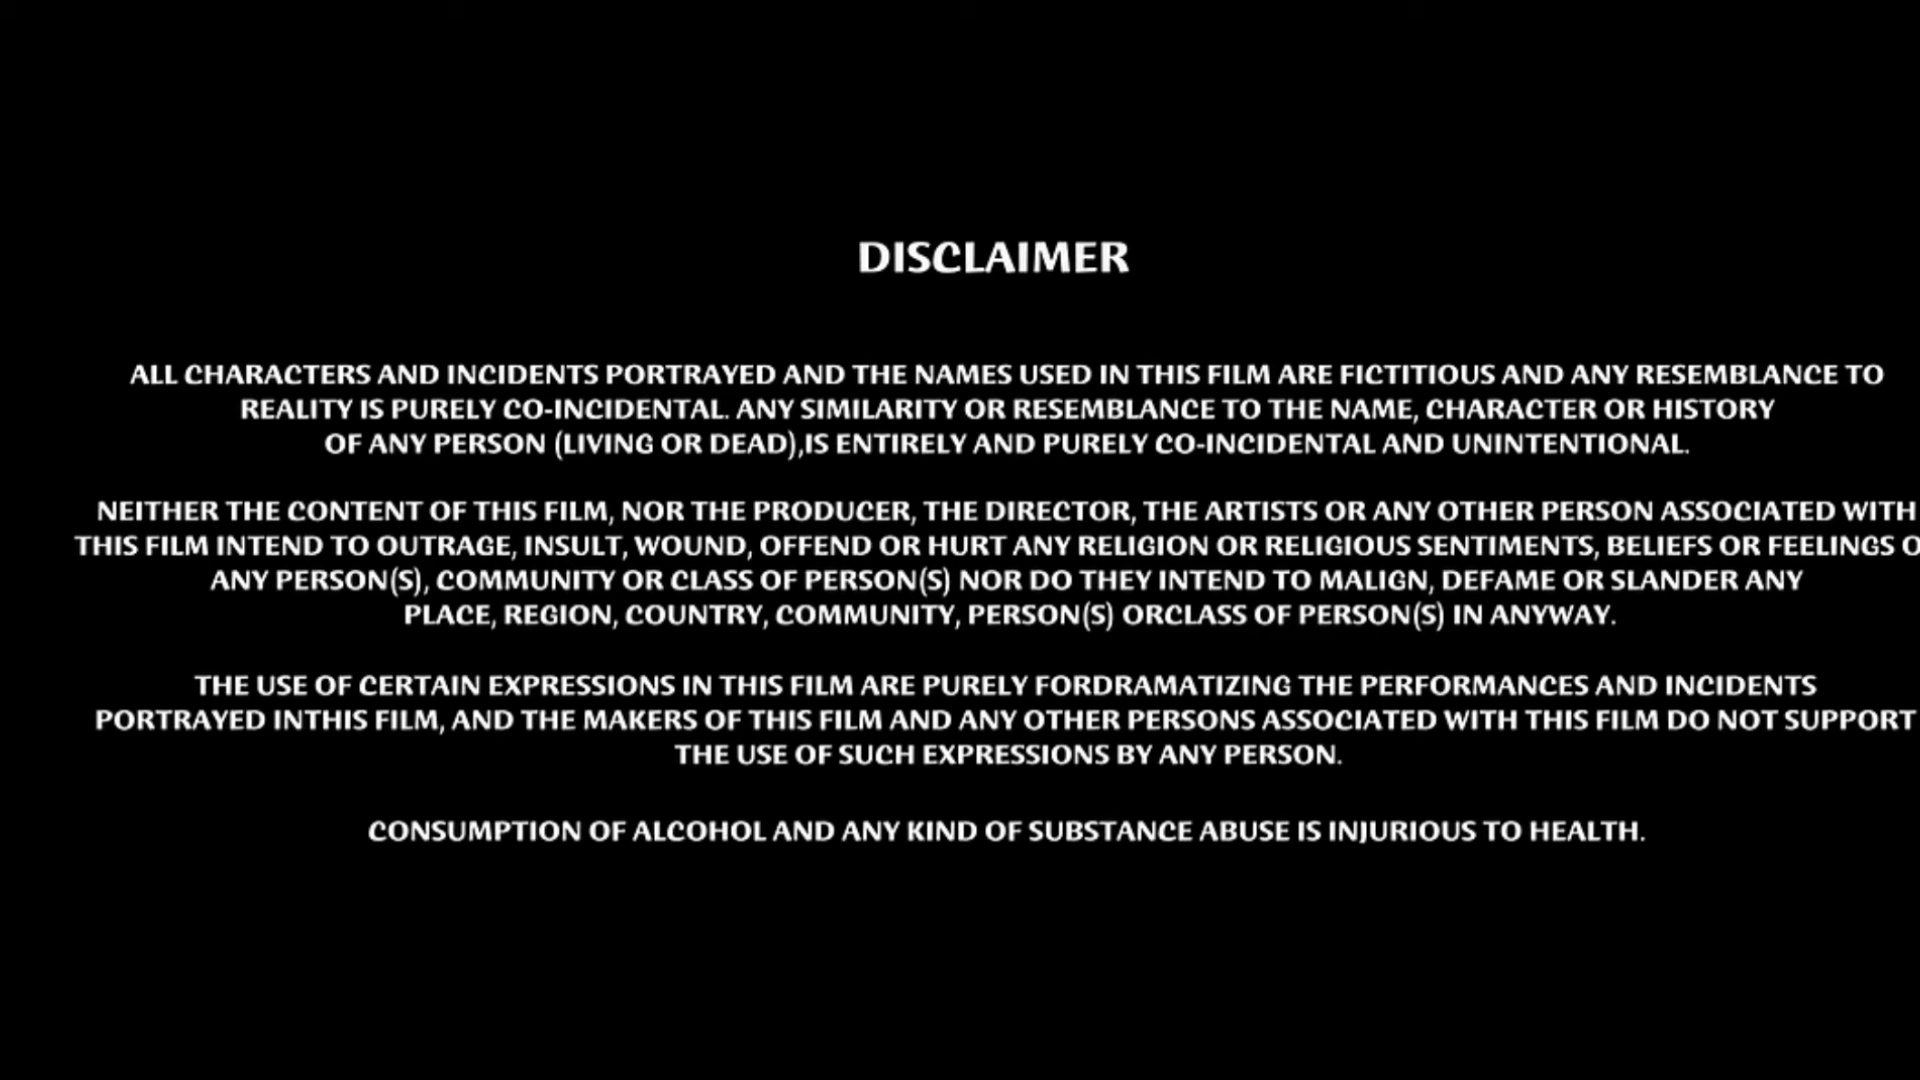 DISCLAIMER
ALL CHARACTERS AND INCIDENTS PORTRAYED AND THE NAMES USED IN THIS FILM ARE FICTITIOUS AND ANY RESEMBLANCE TO
REALITY IS PURELY CO-INCIDENTAL. ANY SIMILARITY OR RESEMBLANCE TO THE NAME, CHARACTER OR HISTORY
OF ANY PERSON (LIVING OR DEAD),IS ENTIRELY AND PURELY CO-INCIDENTAL AND UNINTENTIONAL.
NEITHER THE CONTENT OF THIS FILM, NOR THE PRODUCER, THE DIRECTOR, THE ARTISTS OR ANY OTHER PERSON ASSOCIATED WITH
THIS FILM INTEND TO OUTRAGE, INSULT, WOUND, OFFEND OR HURT ANY RELIGION OR RELIGIOUS SENTIMENTS, BELIEFS OR FEELINGS
ANY PERSON(S), COMMUNITY OR CLASS OF PERSON(S) NOR DO THEY INTEND TO MALIGN, DEFAME OR SLANDER ANY
PLACE, REGION, COUNTRY, COMMUNITY, PERSON(S) ORCLASS OF PERSON(S) IN ANYWAY.
THE USE OF CERTAIN EXPRESSIONS IN THIS FILM ARE PURELY FORDRAMATIZING THE PERFORMANCES AND INCIDENTS
PORTRAYED INTHIS FILM, AND THE MAKERS OF THIS FILM AND ANY OTHER PERSONS ASSOCIATED WITH THIS FILM DO NOT SUPPORT
THE USE OF SUCH EXPRESSIONS BY ANY PERSON.
CONSUMPTION OF ALCOHOL AND ANY KIND OF SUBSTANCE ABUSE IS INJURIOUS TO HEALTH.